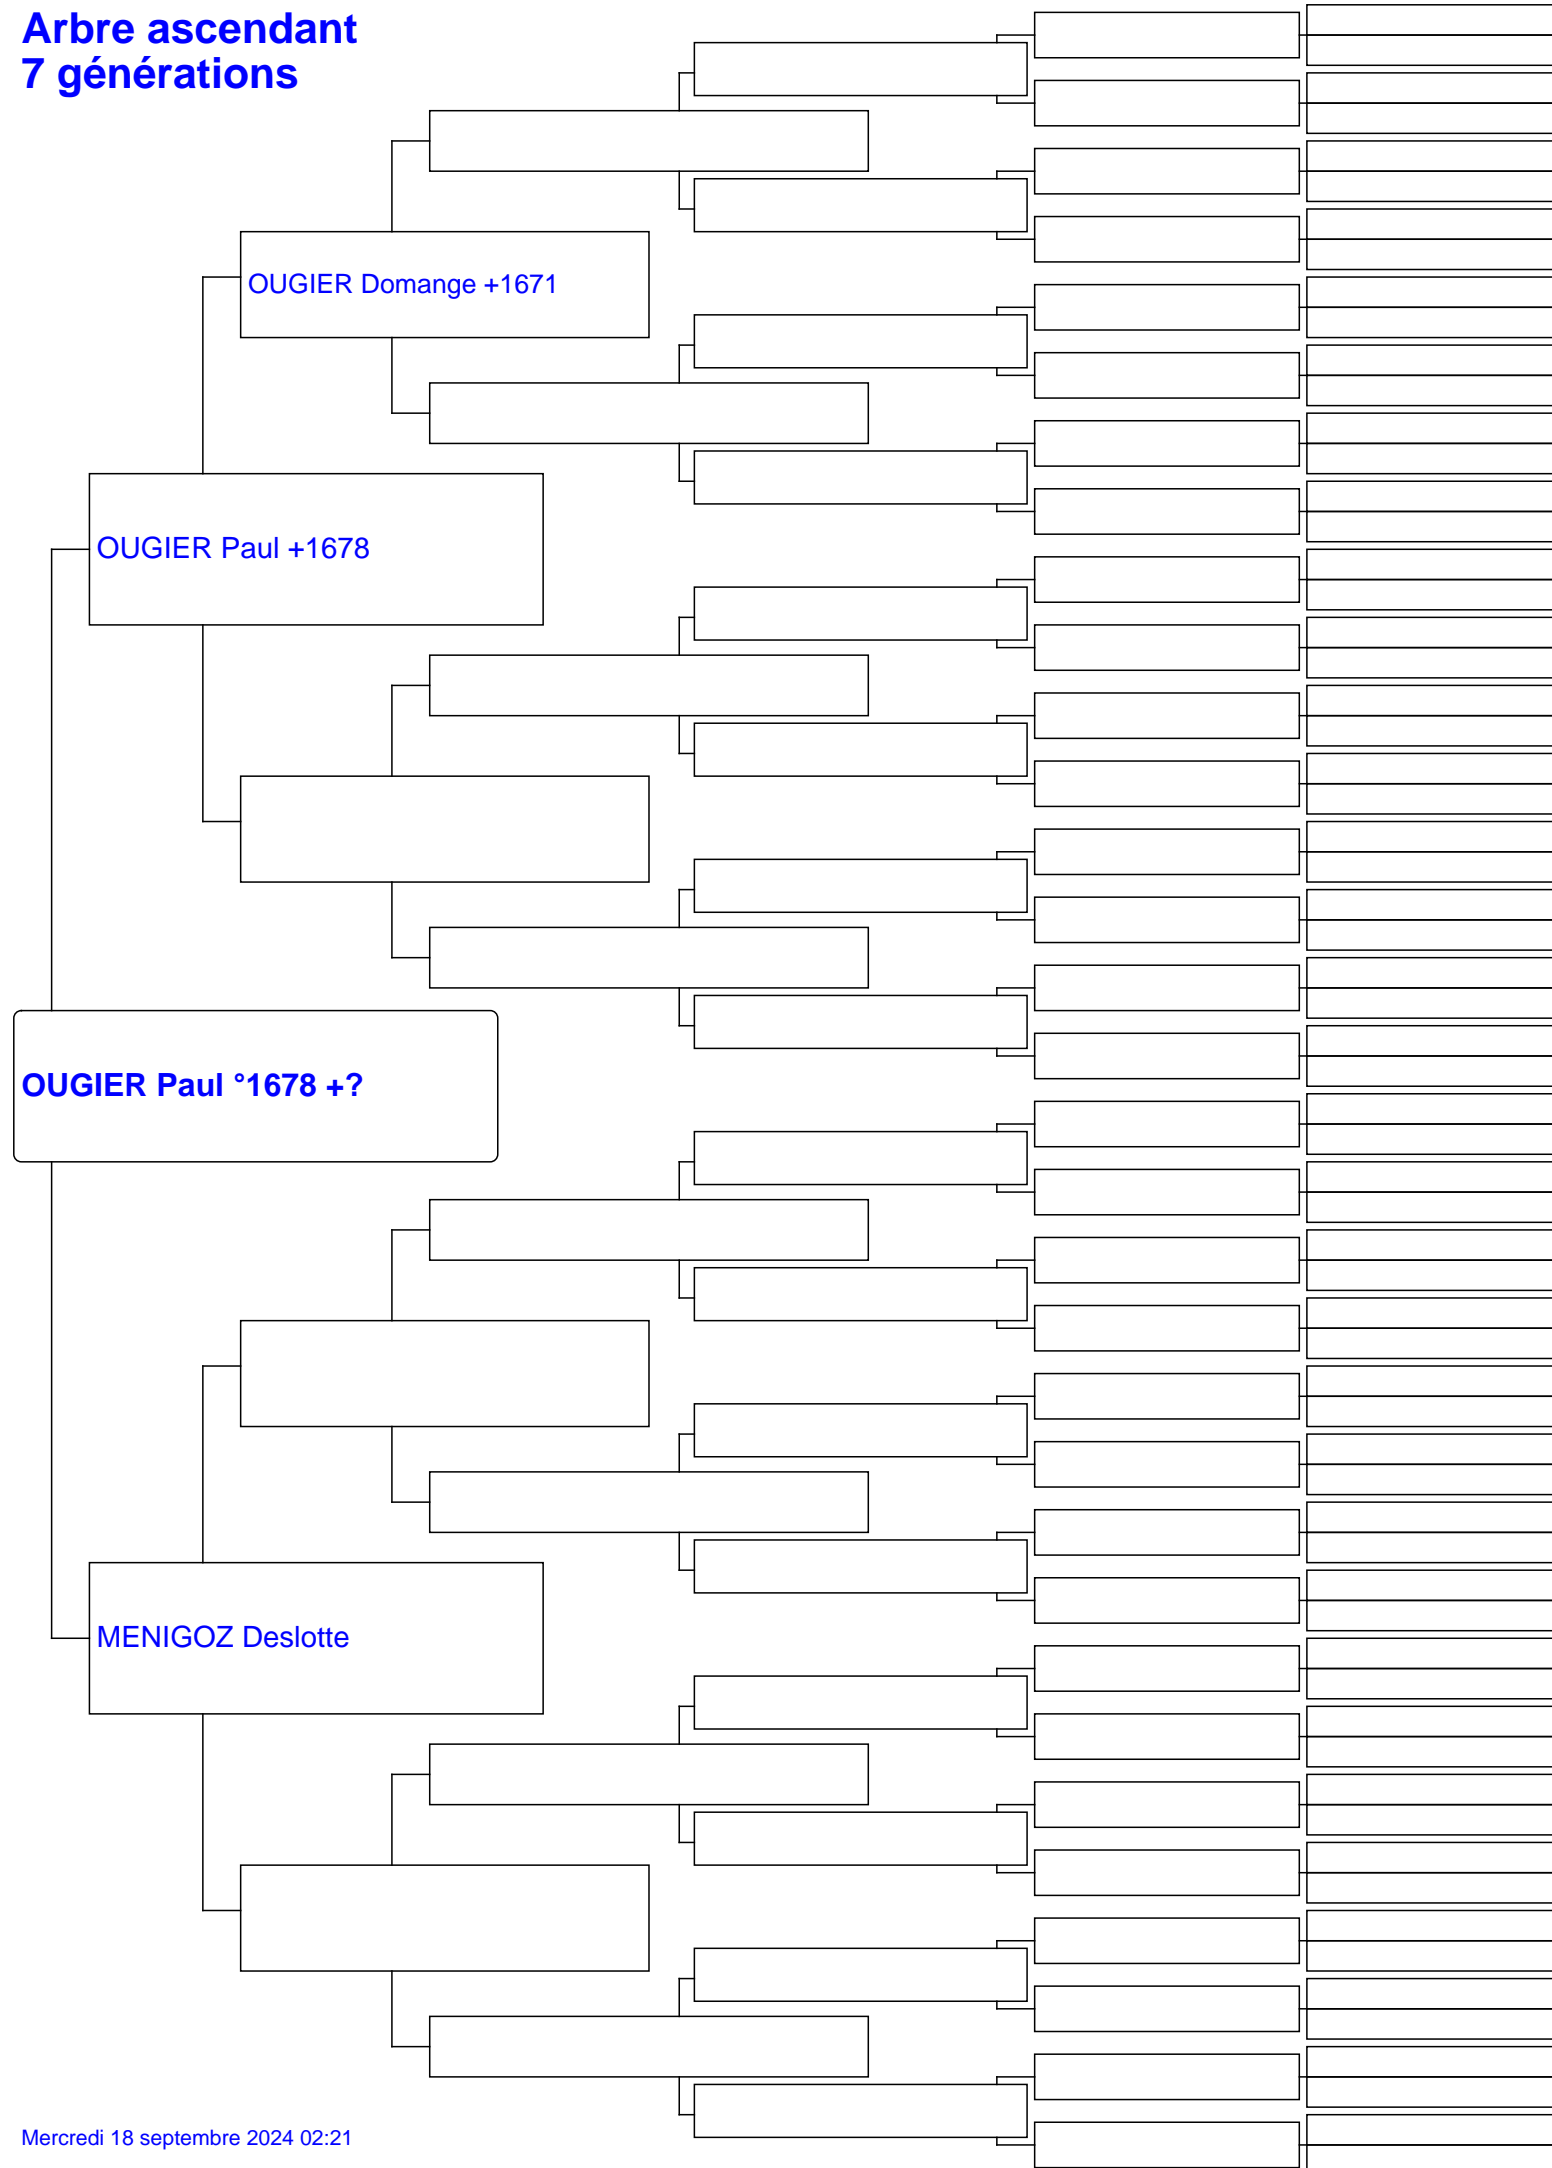 Arbre ascendant
7 générations
OUGIER Domange +1671
OUGIER Paul +1678
OUGIER Paul °1678 +?
MENIGOZ Deslotte
Mercredi 18 septembre 2024 02:21